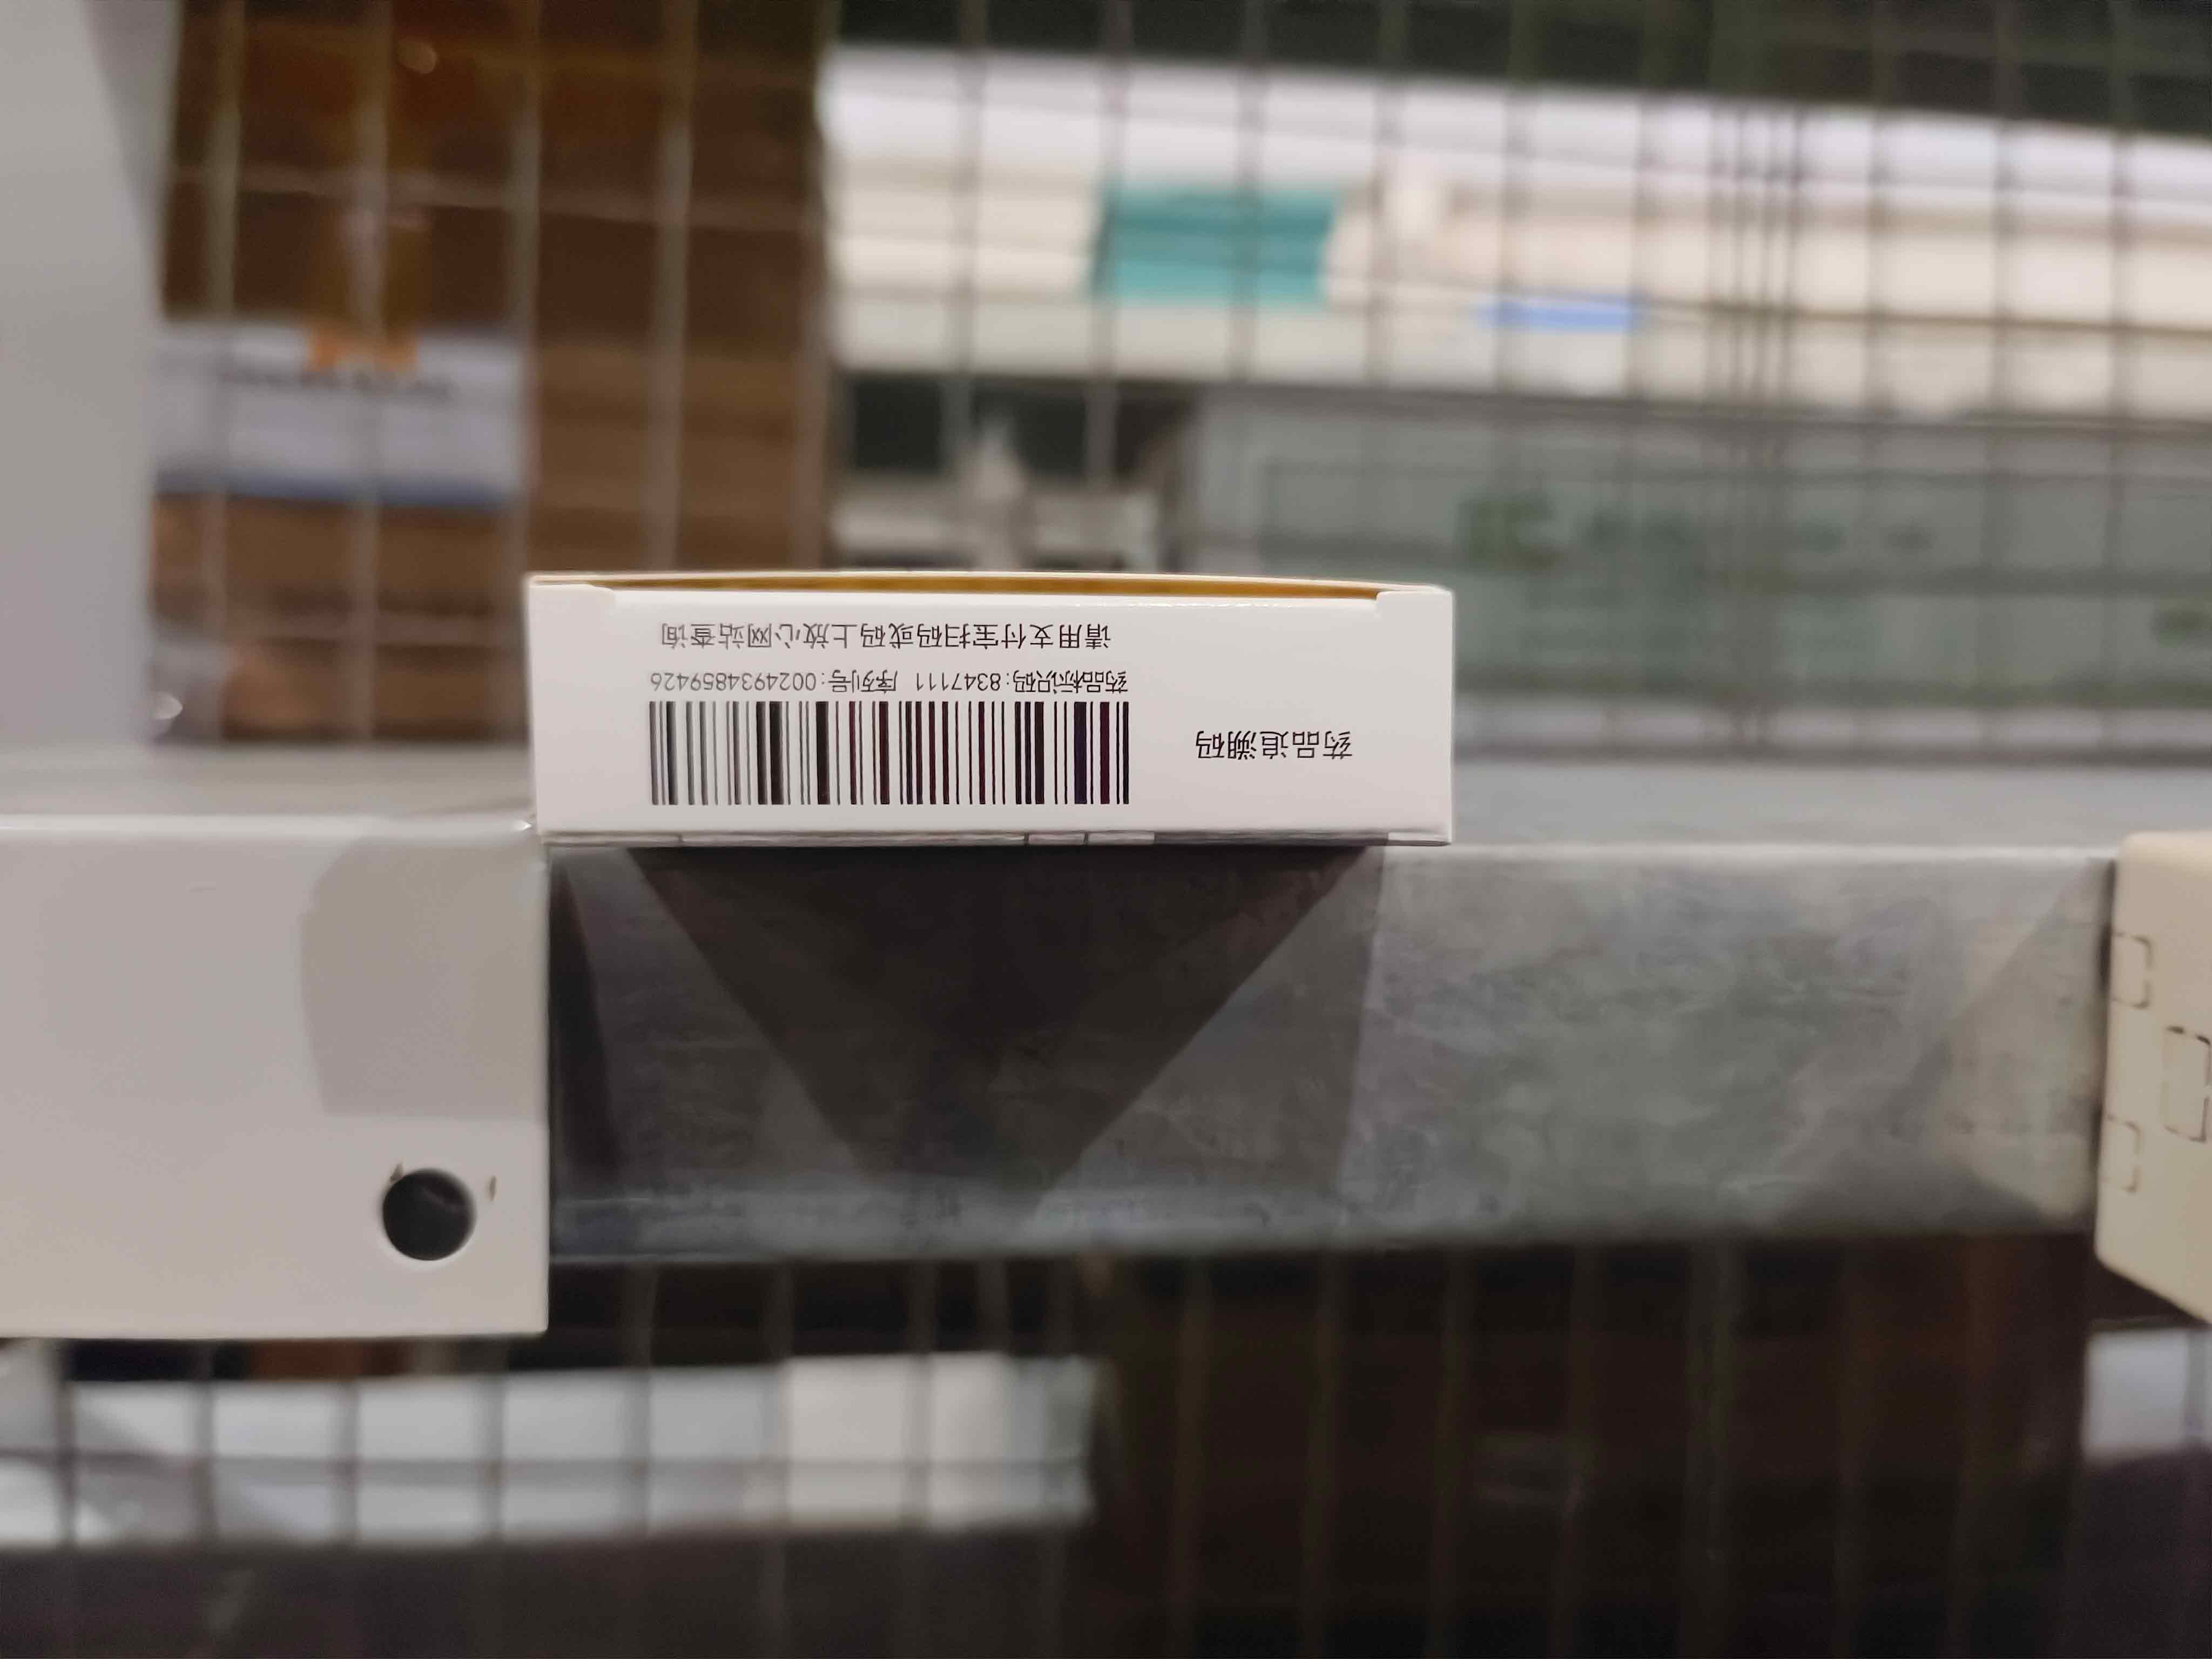 药品追溯码
药品标识码:8347111 序列号:0024934859426
请用支付宝扫码或码上放心网站查询